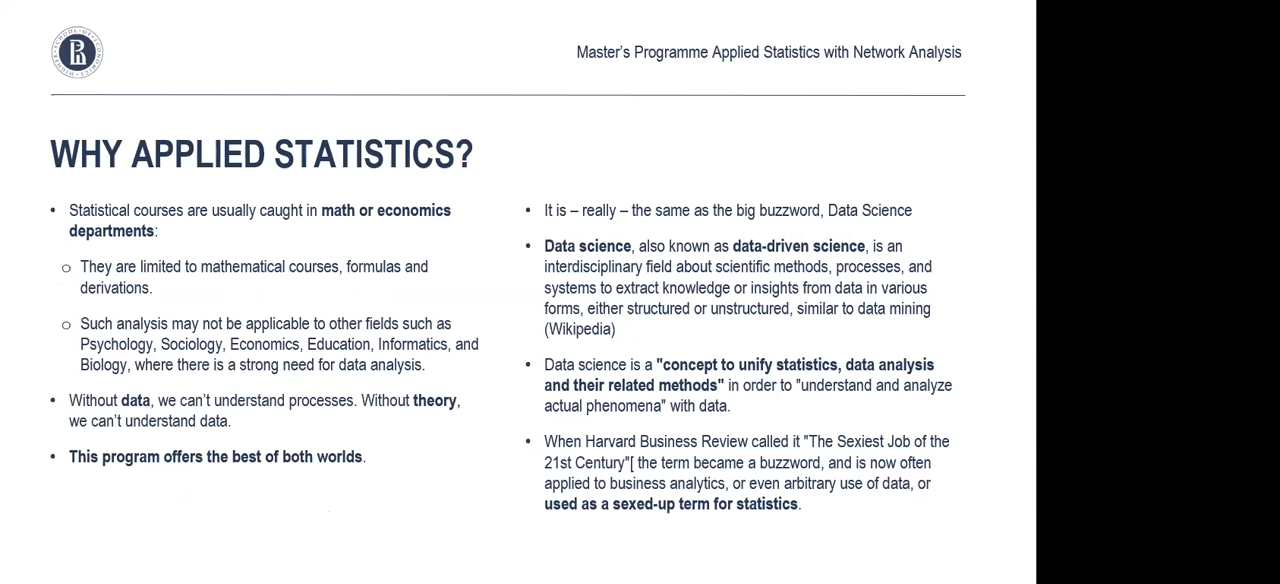 Master's Programme Applied Statistics with Network Analysis
WHY APPLIED STATISTICS?
• Statistical courses are usually caught in math or economics
departments:
o They are limited to mathematical courses, formulas and
derivations.
o Such analysis may not be applicable to other fields such as
Psychology, Sociology, Economics, Education, Informatics, and
Biology, where there is a strong need for data analysis.
• Without data, we can't understand processes. Without theory,
we can't understand data.
• This program offers the best of both worlds.
• It is – really – the same as the big buzzword, Data Science
• Data science, also known as data-driven science, is an
interdisciplinary field about scientific methods, processes, and
systems to extract knowledge or insights from data in various
forms, either structured or unstructured, similar to data mining
(Wikipedia)
• Data science is a "concept to unify statistics, data analysis
and their related methods" in order to "understand and analyze
actual phenomena" with data.
• When Harvard Business Review called it "The Sexiest Job of the
21st Century"[ the term became a buzzword, and is now often
applied to business analytics, or even arbitrary use of data, or
used as a sexed-up term for statistics.